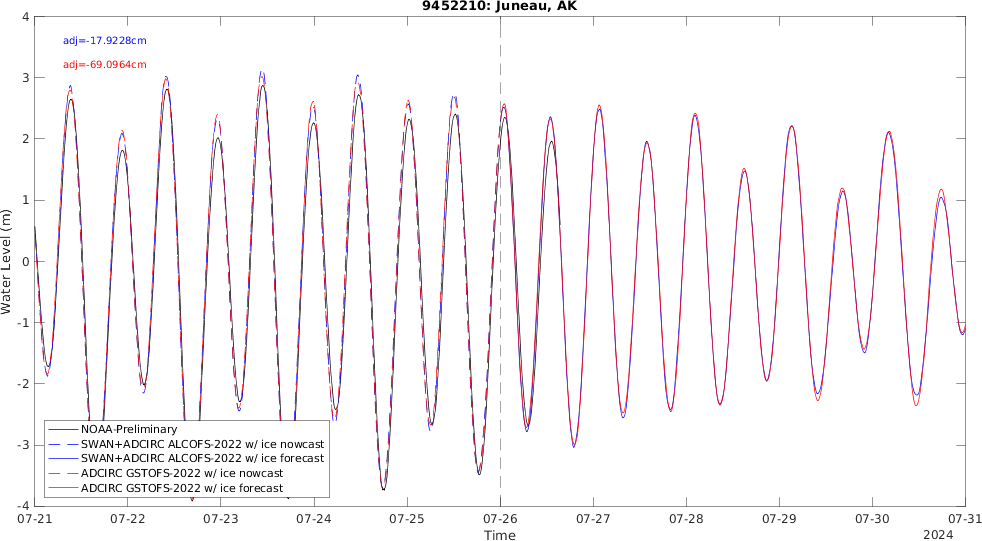 9452210: Juneau, AK
adj=-17.9228cm
adj=-69.0964cm
4
3
2
1
0
-1
-2
-3
-4
Water Level (m)
NOAA-Preliminary
SWAN+ADCIRC ALCOFS-2022 w/ ice nowcast
SWAN+ADCIRC ALCOFS-2022 w/ ice forecast
ADCIRC GSTOFS-2022 w/ ice nowcast
ADCIRC GSTOFS-2022 w/ ice forecast
07-21 07-22 07-23 07-24 07-25 07-26 07-27 07-28 07-29 07-30 07-31
Time
2024